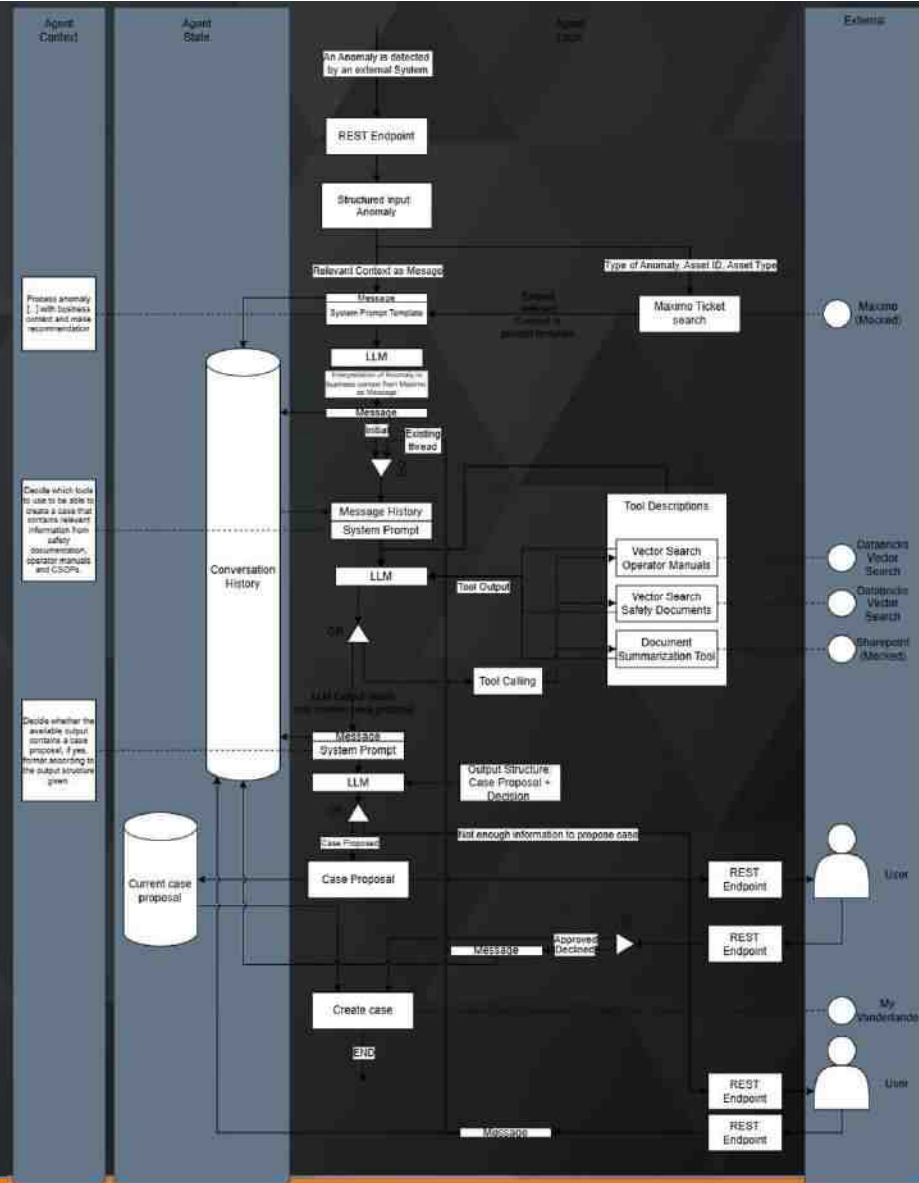 Agent
Context
Agent
State
Agent
External
An Anomaly is detected
by an external System
REST Endpoint
Structured Input
Anomaly
Relevant Context as Mesage
Type of Anomaly, Asset ID, Asset Type
Process anomaly
[...] with business
context and make
recommendation
Message
System Prompt Template
relevant
prompt template
Maximo Ticket
search
Maximo
(Mocked)
LLM
Interpretation of Anomaly in
business context from Maximo
as Message
Message
Initial
Existing
thread
Decide which tools
to use to be able to
create a case that
contains relevant
information from
safety
documentation,
operator manuals
and CSOPs.
Message History
System Prompt
Tool Descriptions
Vector Search
Operator Manuals
Databricks
Vector
Search
Conversation
History
LLM
Tool Output
Vector Search
Safety Documents
Databricks
Vector
Search
OR
Document
Summarization Tool
Sharepoint
(Mocked)
Tool Calling
LLM Output
Decide whether the
available output
contains a case
proposal, if yes,
format according to
the output structure
given
Message
System Prompt
LLM
Output Structure:
Case Proposal +
Decision
OR
Not enough information to propose case
Case Proposed
Current case
proposal
Case Proposal
REST
Endpoint
User
Message
Approved
Declined
REST
Endpoint
Create case
My
Vanderlande
END
REST
Endpoint
User
Message
REST
Endpoint